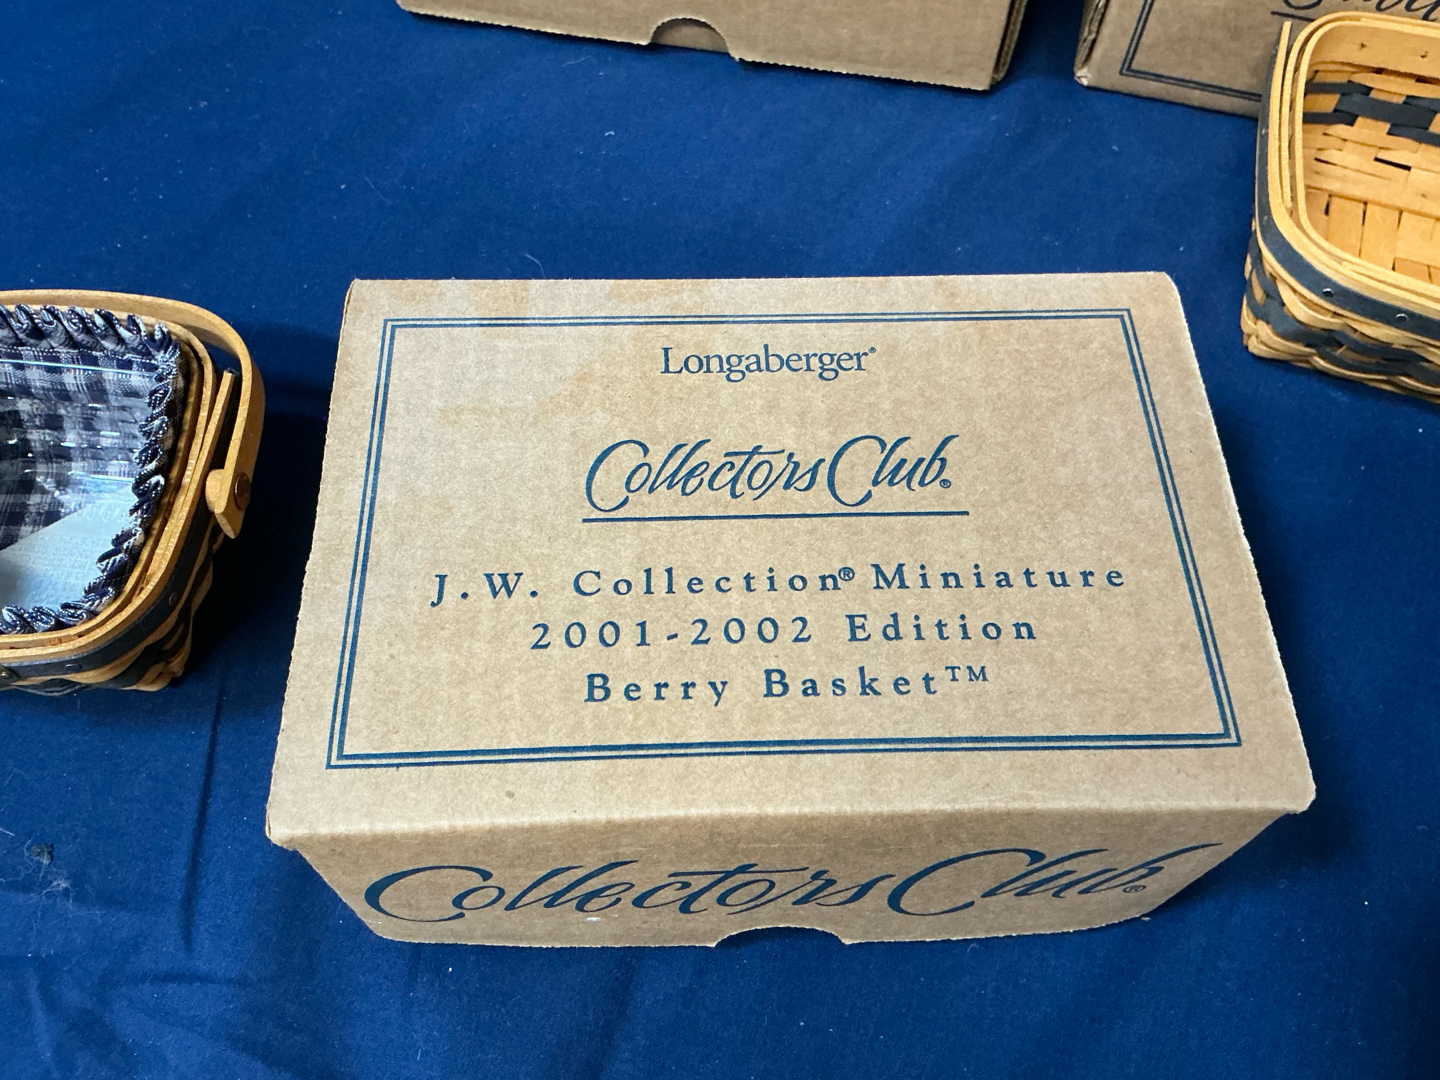 Longaberger®
Collectors Club®
J.W. Collection® Miniature
2001-2002 Edition
Berry Basket™
Collectors Club®